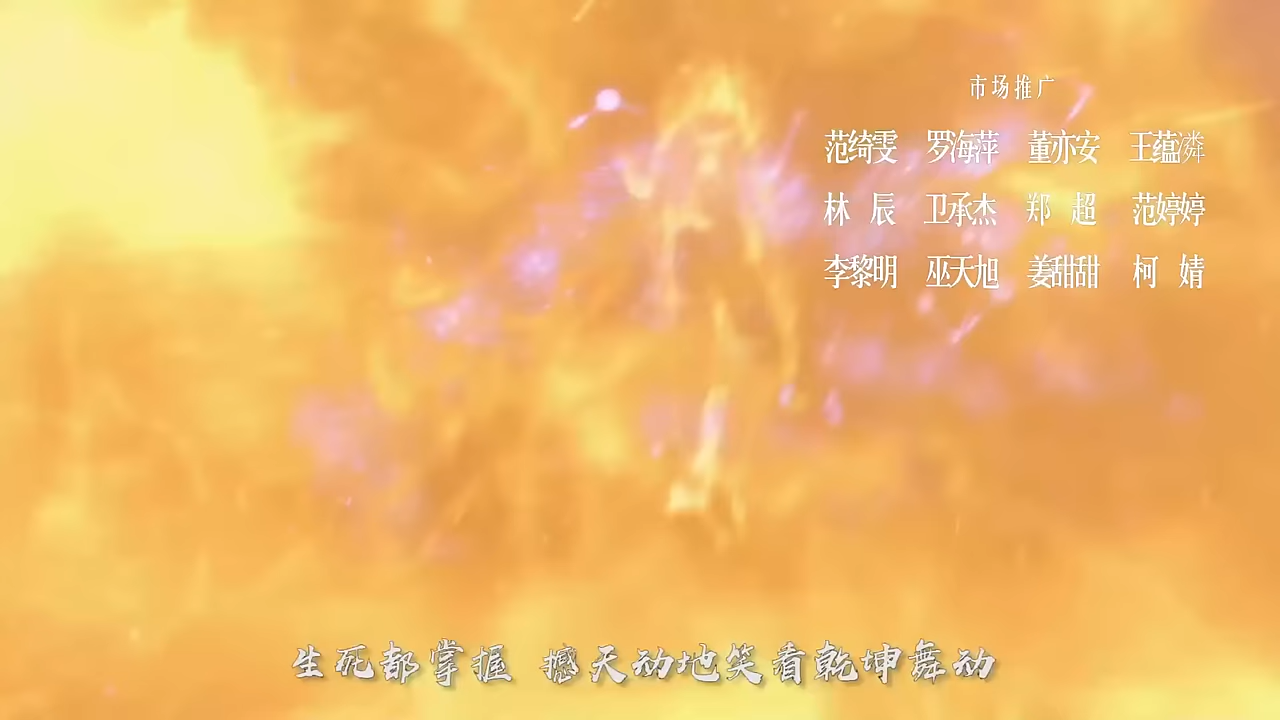 市场推广
范绮雯 罗海萍 董亦安 王蕴潾
林辰 卫承杰 郑超 范婷婷
李黎明 巫天旭 姜甜甜 柯婧
生死都掌握 撼天动地笑看乾坤舞动